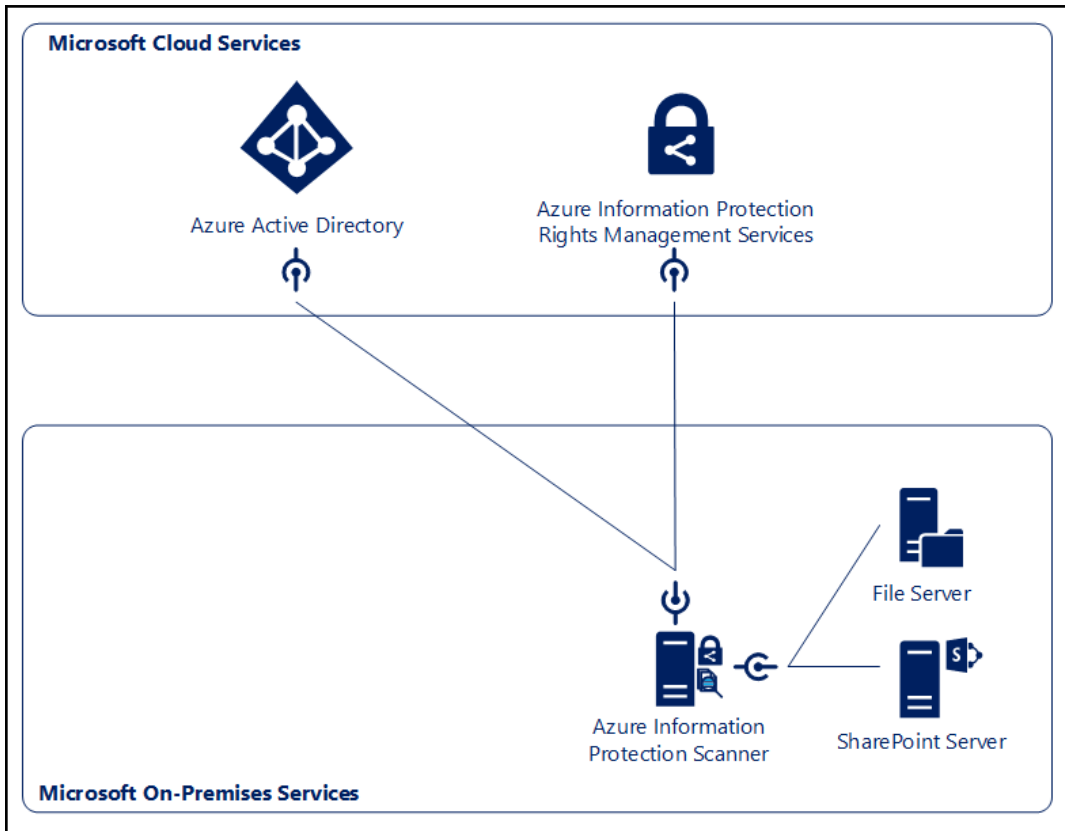 Microsoft Cloud Services
Azure Active Directory
Azure Information Protection
Rights Management Services
File Server
S
Azure Information
Protection Scanner
SharePoint Server
Microsoft On-Premises Services